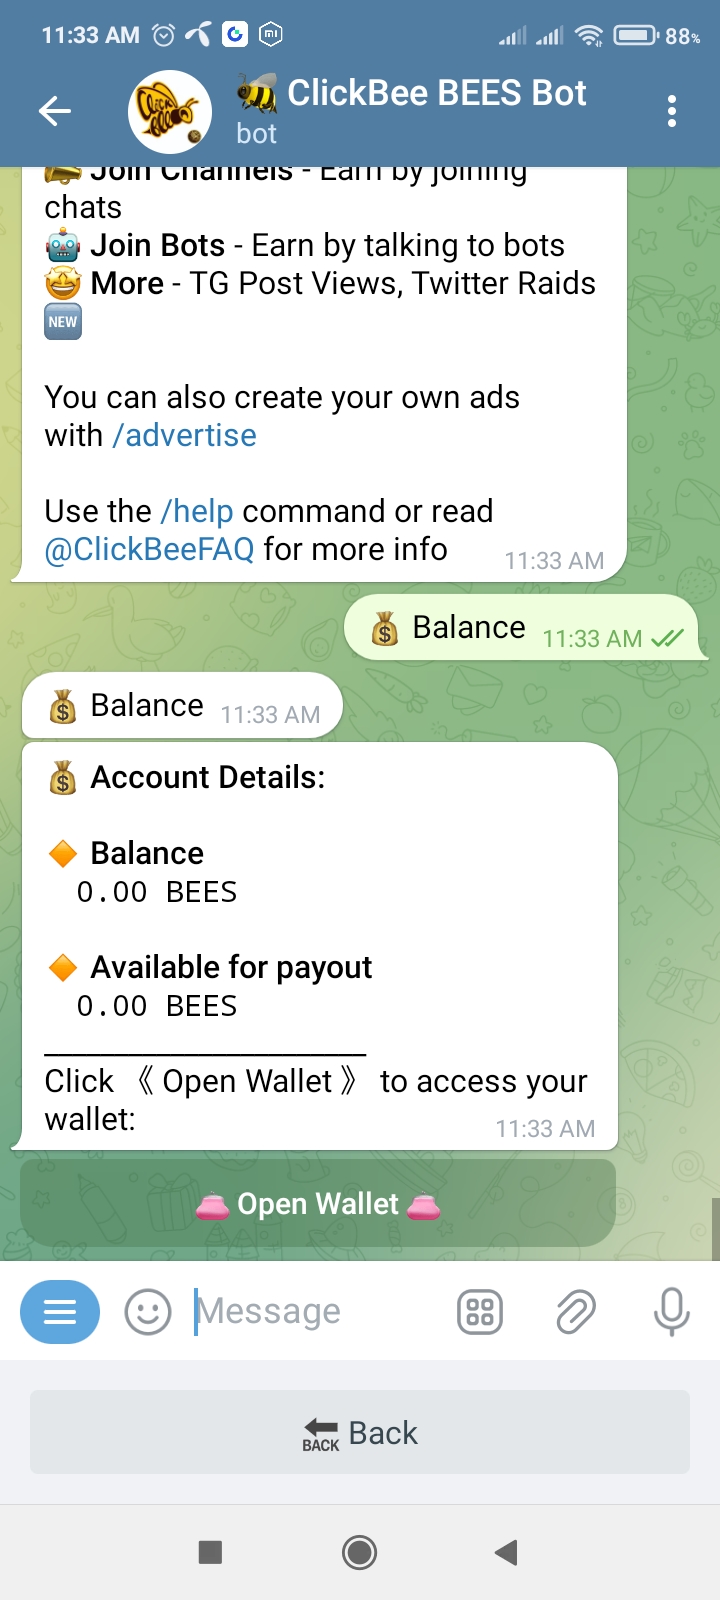 11:33 AM 88%
ClickBee BEES Bot
bot
Join Channels - Earn by joining
chats
Join Bots - Earn by talking to bots
More - TG Post Views, Twitter Raids
NEW
You can also create your own ads
with /advertise
Use the /help command or read
@ClickBeeFAQ for more info 11:33 AM
Balance 11:33 AM
Balance 11:33 AM
Account Details:
Balance
0.00 BEES
Available for payout
0.00 BEES
Click 《 Open Wallet 》 to access your
wallet: 11:33 AM
Open Wallet
Message
BACK Back